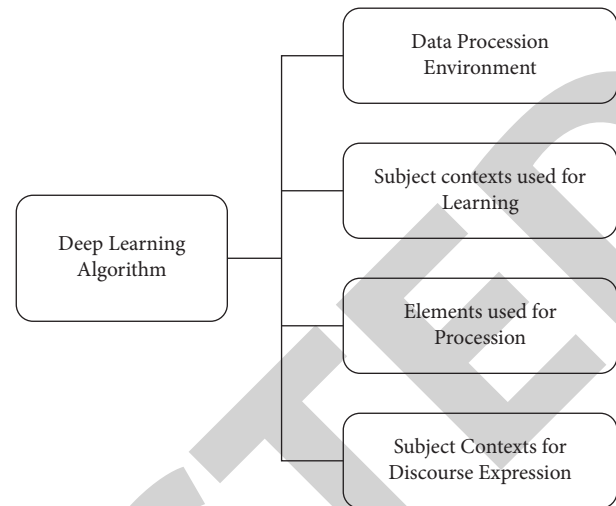 Data Procession
Environment
Subject contexts used for
Learning
Deep Learning
Algorithm
Elements used for
Procession
Subject Contexts for
Discourse Expression